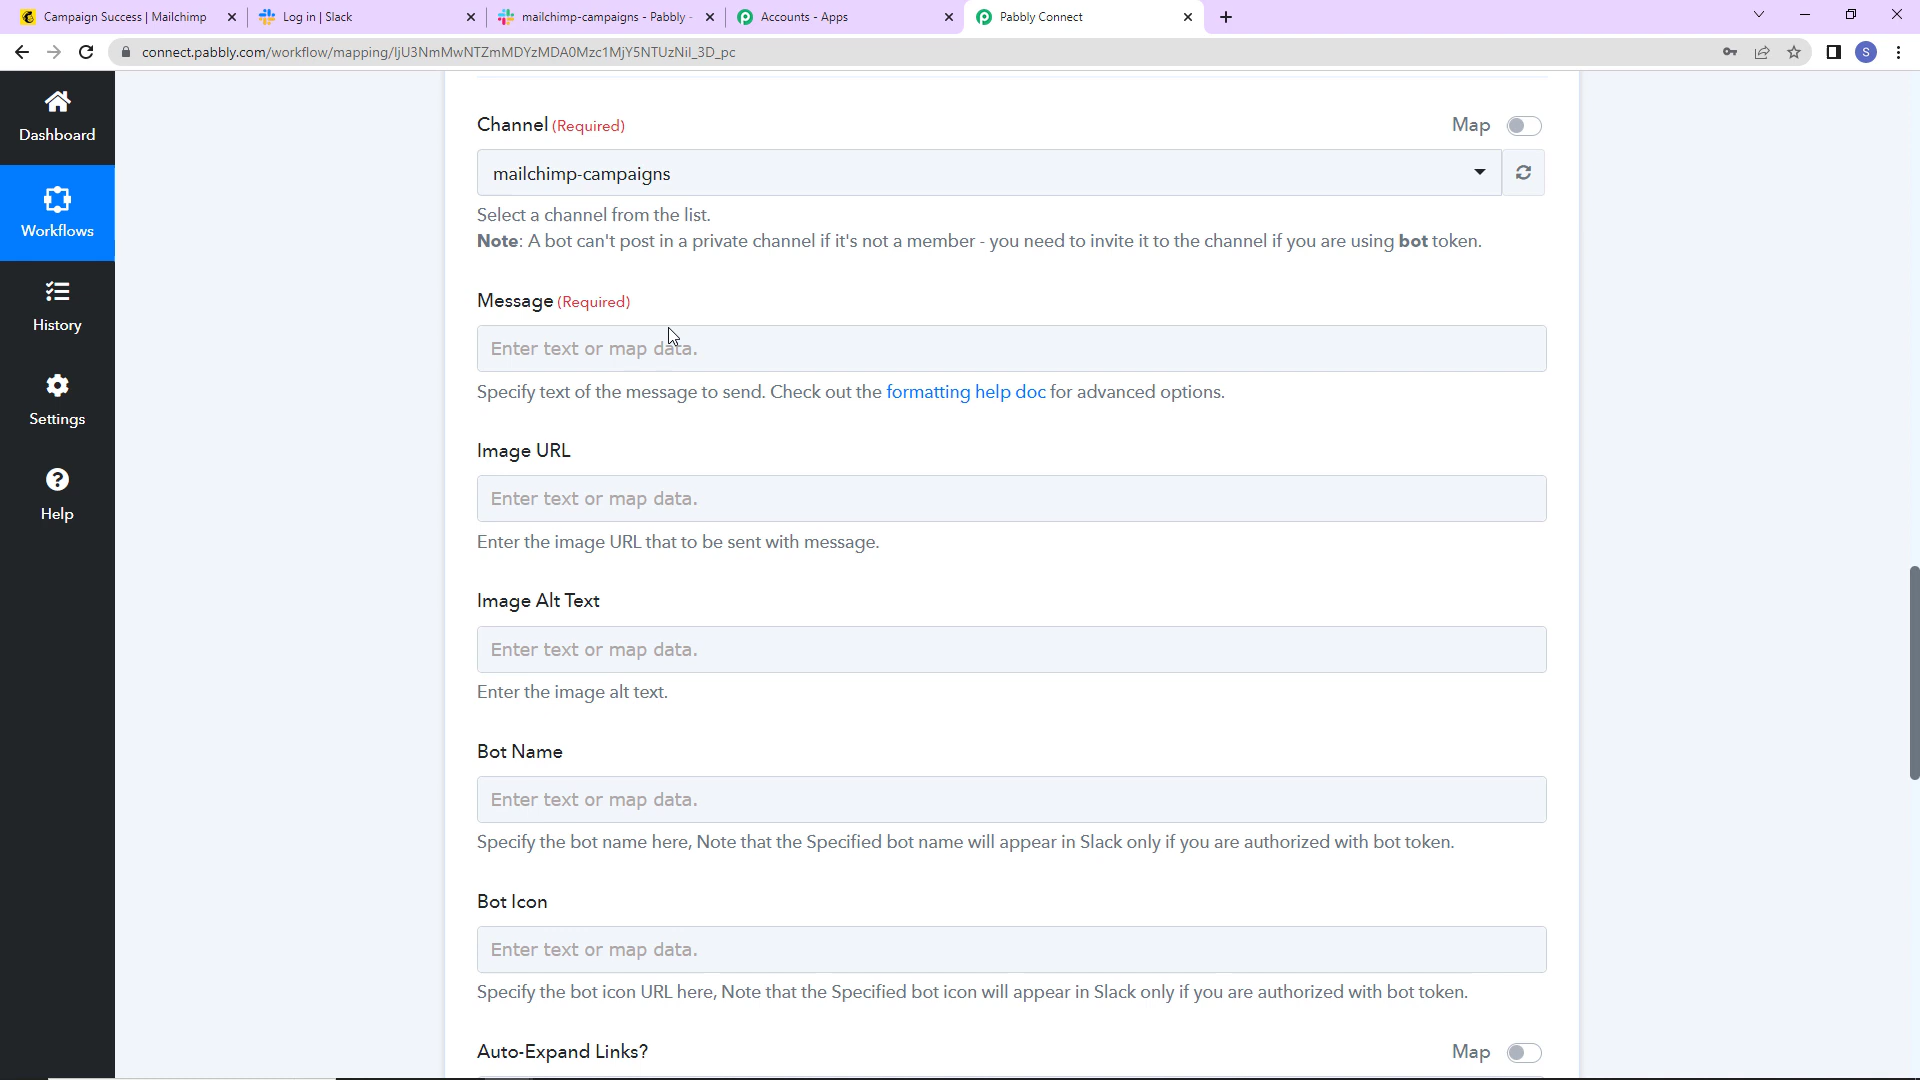 Campaign Success | Mailchimp
Log in | Slack
mailchimp-campaigns - Pabbly -
Accounts - Apps
Pabbly Connect
connect.pabbly.com/workflow/mapping/IjU3NmMwNTZmMDYzMDA0Mzc1MjY5NTUzNiI_3D_pc
S
Dashboard
Workflows
History
Settings
Help
Channel (Required)
Map
mailchimp-campaigns
Select a channel from the list.
Note: A bot can't post in a private channel if it's not a member - you need to invite it to the channel if you are using bot token.
Message (Required)
Enter text or map data.
Specify text of the message to send. Check out the formatting help doc for advanced options.
Image URL
Enter text or map data.
Enter the image URL that to be sent with message.
Image Alt Text
Enter text or map data.
Enter the image alt text.
Bot Name
Enter text or map data.
Specify the bot name here, Note that the Specified bot name will appear in Slack only if you are authorized with bot token.
Bot Icon
Enter text or map data.
Specify the bot icon URL here, Note that the Specified bot icon will appear in Slack only if you are authorized with bot token.
Auto-Expand Links?
Map